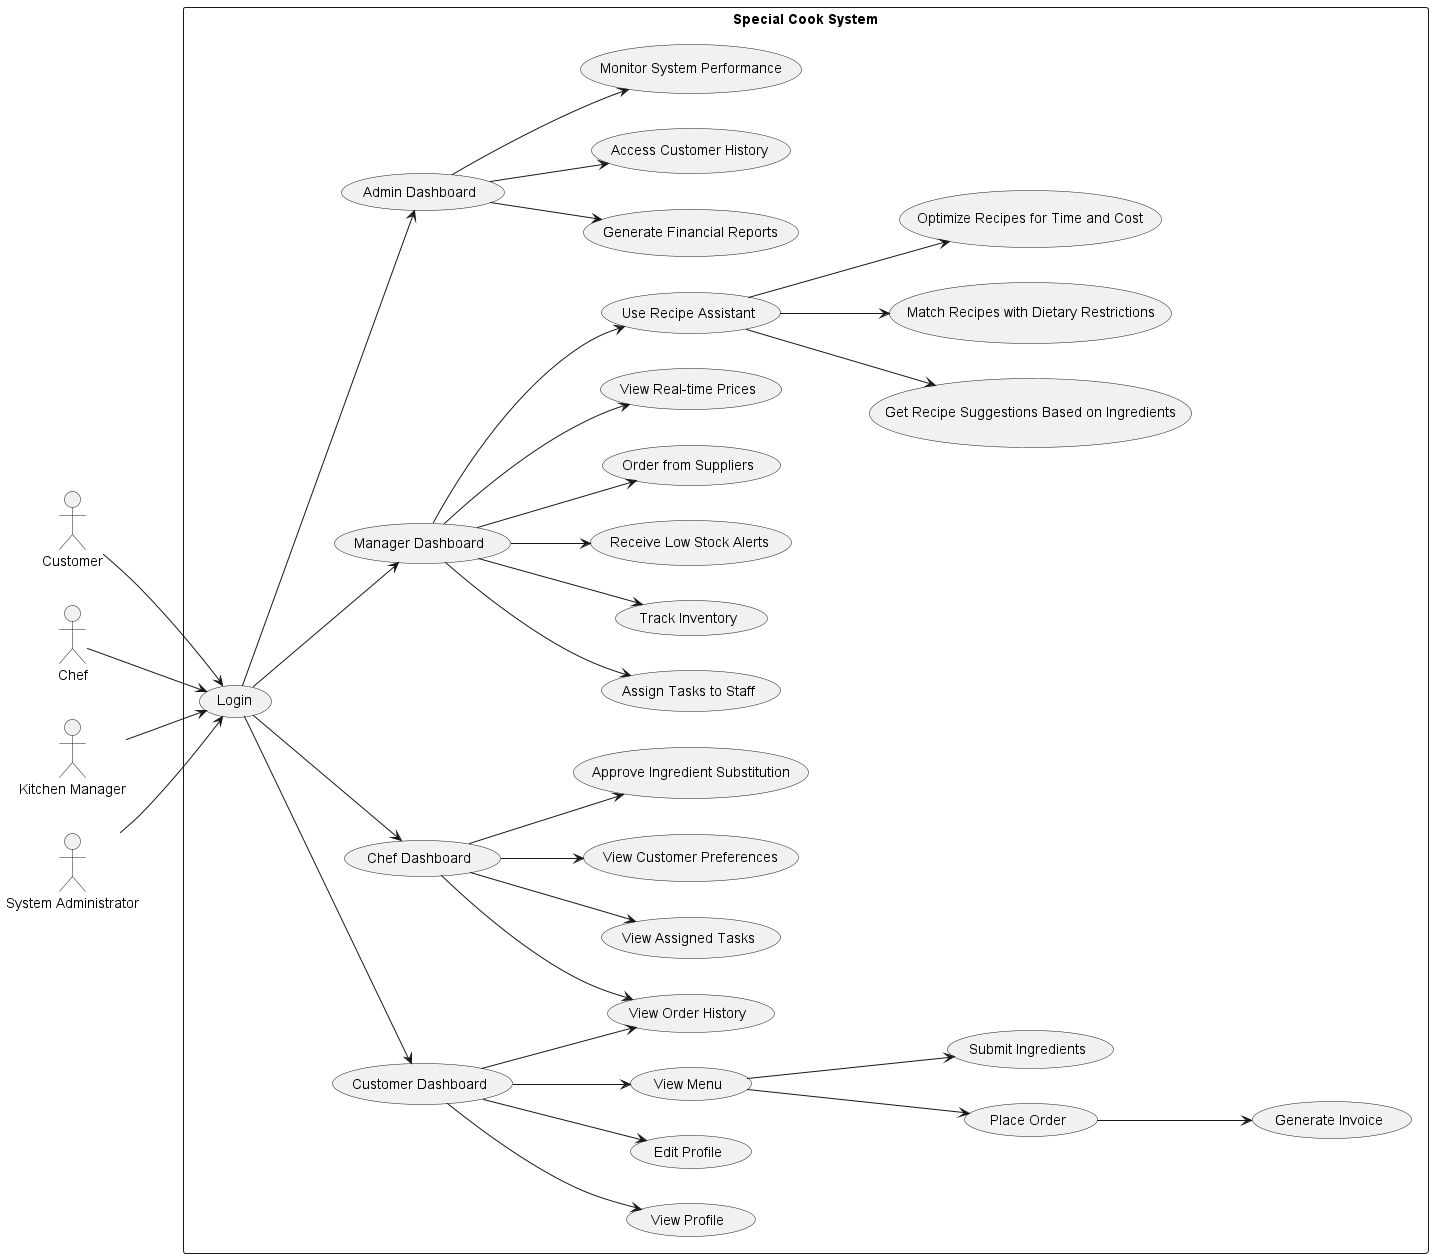 Special Cook System
Monitor System Performance
Access Customer History
Admin Dashboard
Generate Financial Reports
Optimize Recipes for Time and Cost
Use Recipe Assistant
Match Recipes with Dietary Restrictions
View Real-time Prices
Get Recipe Suggestions Based on Ingredients
Order from Suppliers
Manager Dashboard
Receive Low Stock Alerts
Customer
Track Inventory
Chef
Assign Tasks to Staff
Login
Kitchen Manager
Approve Ingredient Substitution
Chef Dashboard
View Customer Preferences
System Administrator
View Assigned Tasks
View Order History
Submit Ingredients
Customer Dashboard
View Menu
Place Order
Generate Invoice
Edit Profile
View Profile